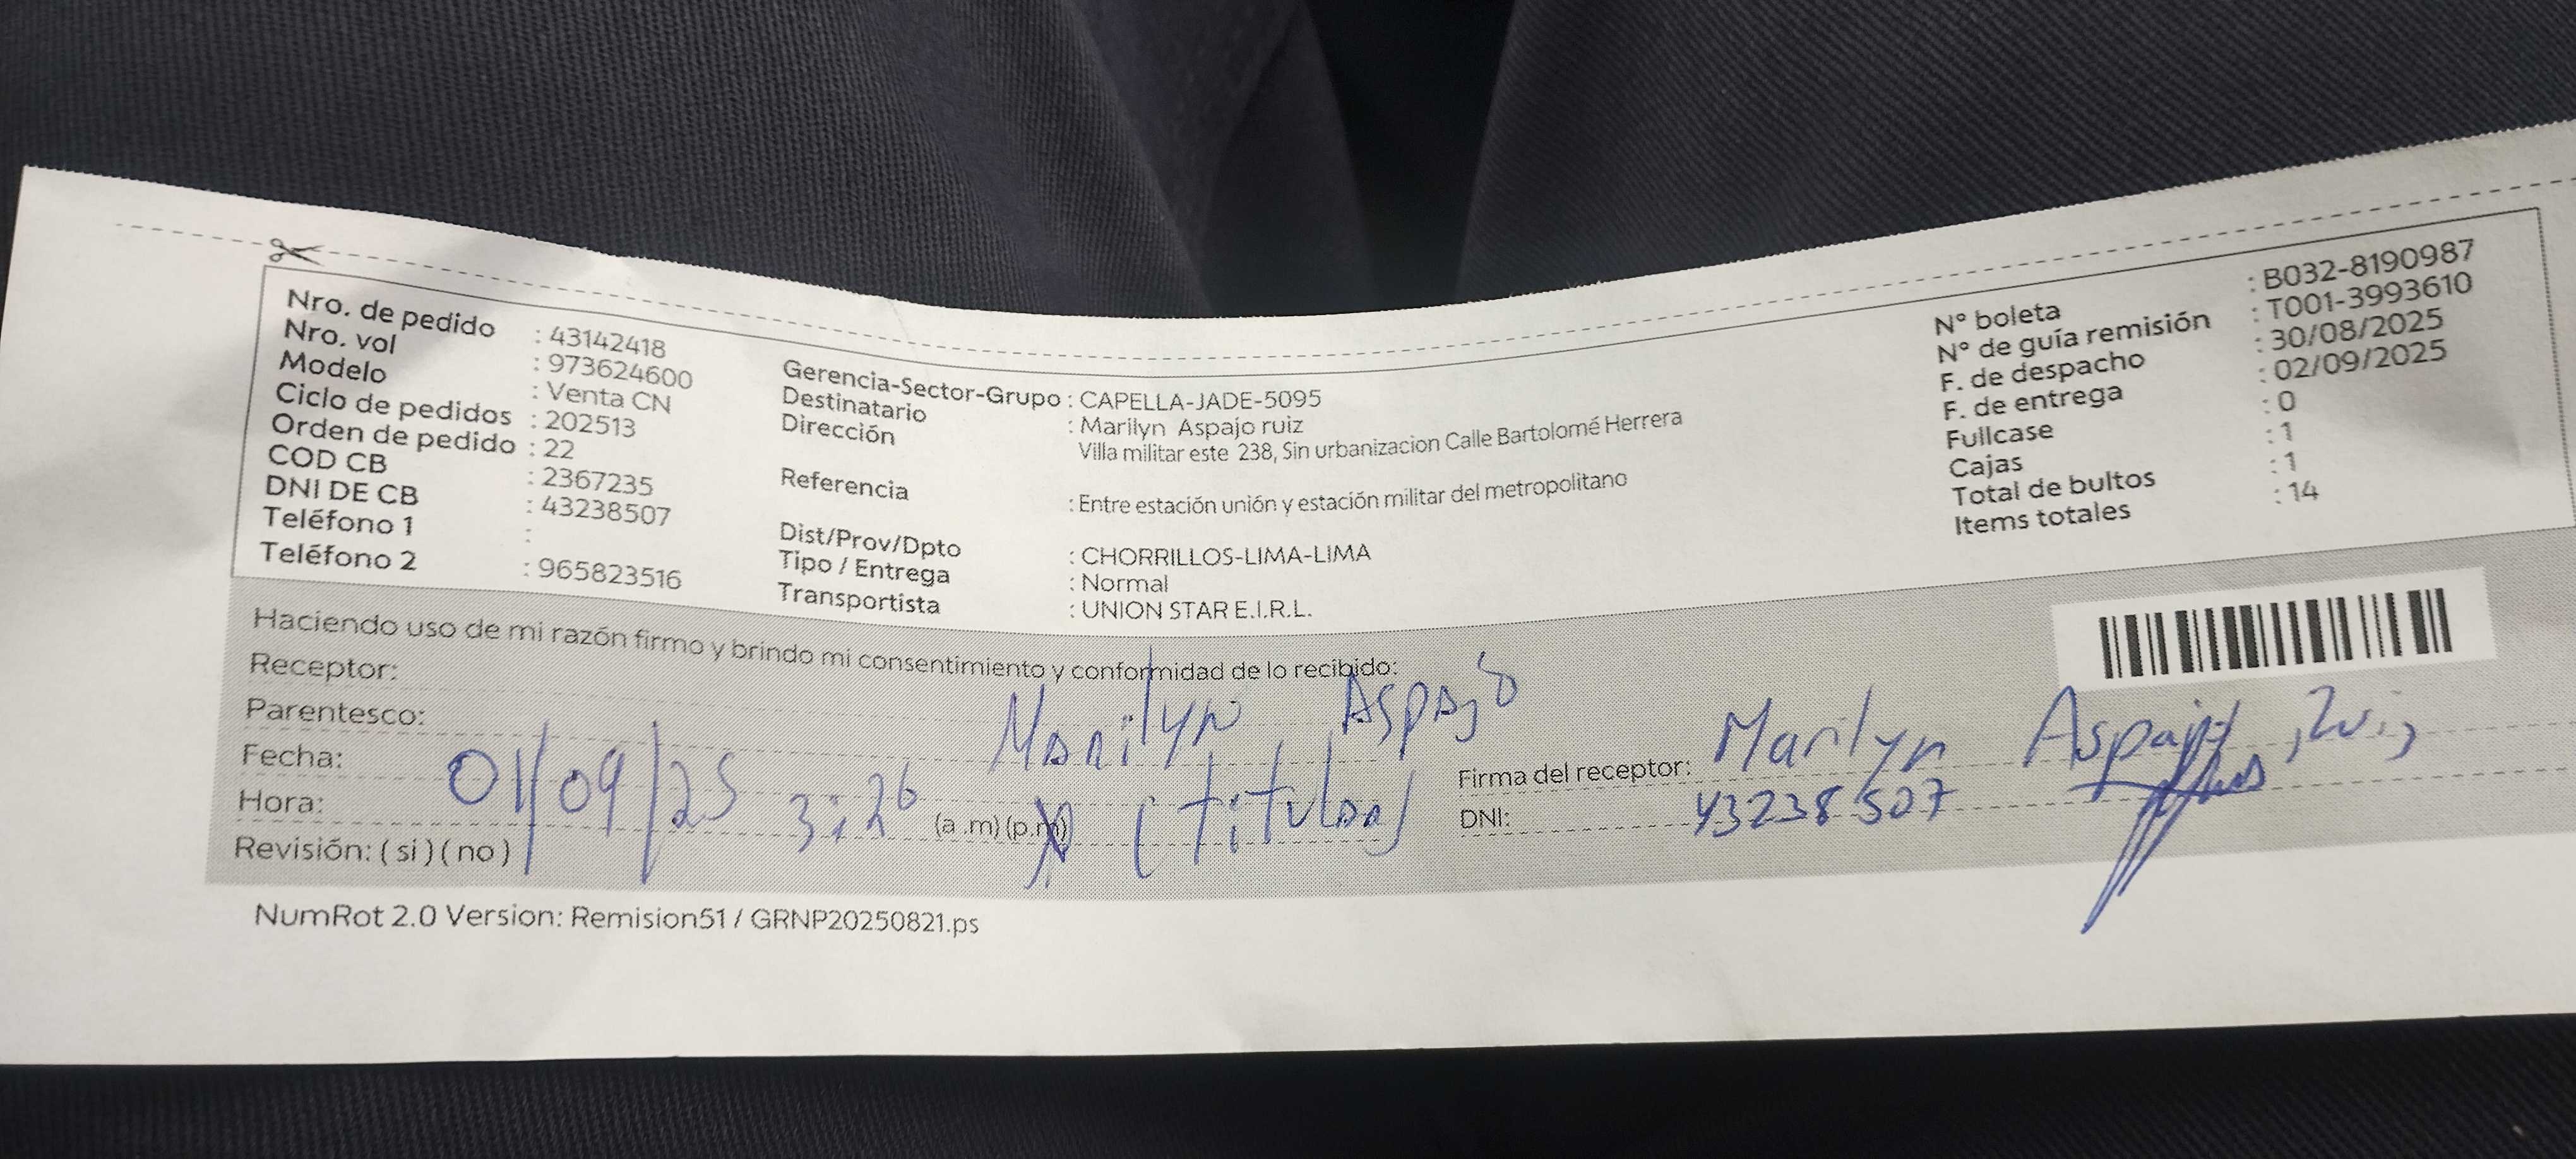 Nro. de pedido : 43142418
Nro. vol : 973624600
Modelo : Venta CN
Ciclo de pedidos : 202513
Orden de pedido : 22
COD CB : 2367235
DNI DE CB : 43238507
Teléfono 1 :
Teléfono 2 : 965823516
Gerencia-Sector-Grupo : CAPELLA-JADE-5095
Destinatario : Marilyn Aspajo ruiz
Dirección Villa militar este 238, Sin urbanizacion Calle Bartolomé Herrera
Referencia : Entre estación unión y estación militar del metropolitano
Dist/Prov/Dpto : CHORRILLOS-LIMA-LIMA
Tipo / Entrega : Normal
Transportista : UNION STAR E.I.R.L.
N° boleta : B032-8190987
N° de guía remisión : T001-3993610
F. de despacho : 30/08/2025
F. de entrega : 02/09/2025
Fullcase : 0
Cajas : 1
Total de bultos : 1
Items totales : 14
Haciendo uso de mi razón firmo y brindo mi consentimiento y conformidad de lo recibido:
Receptor: Marilyn Aspajo
Parentesco: (titular)
Fecha: 01/09/25
Hora: 3:26 (a.m)(p.m)
Revisión: ( si ) ( no )
Firma del receptor: Marilyn Aspajo
DNI: 43238507
NumRot 2.0 Version: Remision51 / GRNP20250821.ps